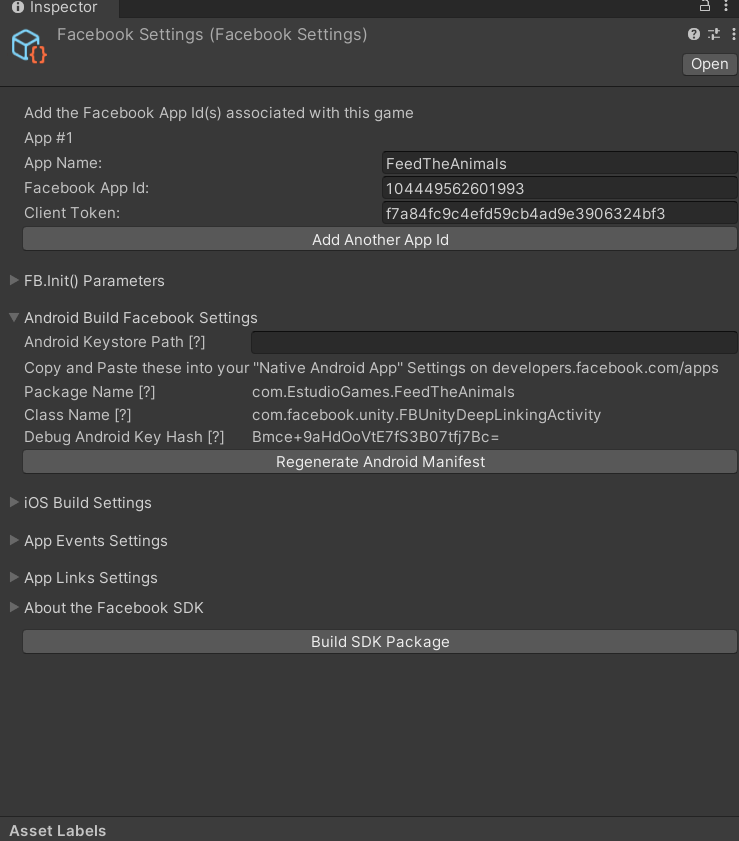 Inspector
Facebook Settings (Facebook Settings)
Open
Add the Facebook App Id(s) associated with this game
App #1
App Name: FeedTheAnimals
Facebook App Id: 104449562601993
Client Token: f7a84fc9c4efd59cb4ad9e3906324bf3
Add Another App Id
FB.Init() Parameters
Android Build Facebook Settings
Android Keystore Path [?]
Copy and Paste these into your "Native Android App" Settings on developers.facebook.com/apps
Package Name [?] com.EstudioGames.FeedTheAnimals
Class Name [?] com.facebook.unity.FBUnityDeepLinkingActivity
Debug Android Key Hash [?] Bmce+9aHdOoVtE7fS3B07tfj7Bc=
Regenerate Android Manifest
iOS Build Settings
App Events Settings
App Links Settings
About the Facebook SDK
Build SDK Package
Asset Labels